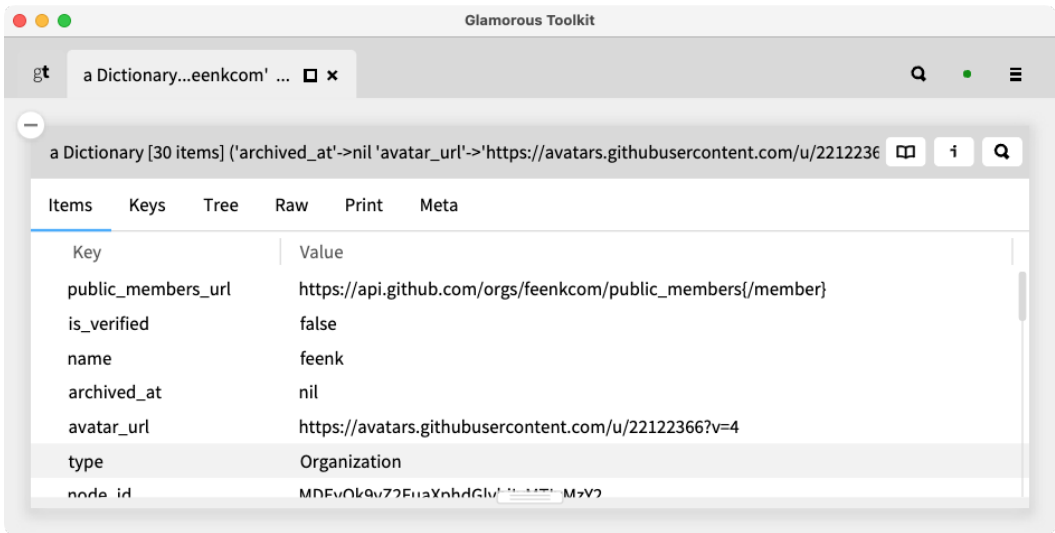 Glamorous Toolkit
gt a Dictionary...eenkcom' ...
a Dictionary [30 items] ('archived_at'->nil 'avatar_url'->'https://avatars.githubusercontent.com/u/2212236
i
Items Keys Tree Raw Print Meta
Key Value
public_members_url https://api.github.com/orgs/feenkcom/public_members{/member}
is_verified false
name feenk
archived_at nil
avatar_url https://avatars.githubusercontent.com/u/22122366?v=4
type Organization
node_id